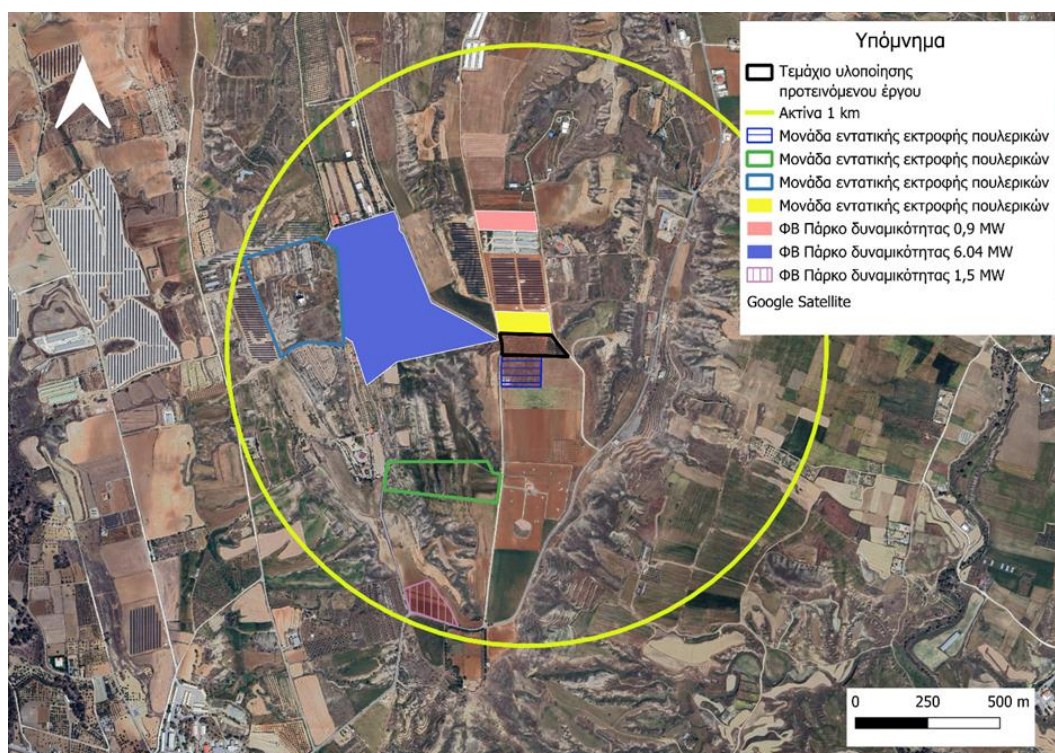 Υπόμνημα
Τεμάχιο υλοποίησης
προτεινόμενου έργου
Ακτίνα 1 km
Μονάδα εντατικής εκτροφής πουλερικών
Μονάδα εντατικής εκτροφής πουλερικών
Μονάδα εντατικής εκτροφής πουλερικών
Μονάδα εντατικής εκτροφής πουλερικών
ΦΒ Πάρκο δυναμικότητας 0,9 MW
ΦΒ Πάρκο δυναμικότητας 6.04 MW
ΦΒ Πάρκο δυναμικότητας 1,5 MW
Google Satellite
0 250 500 m